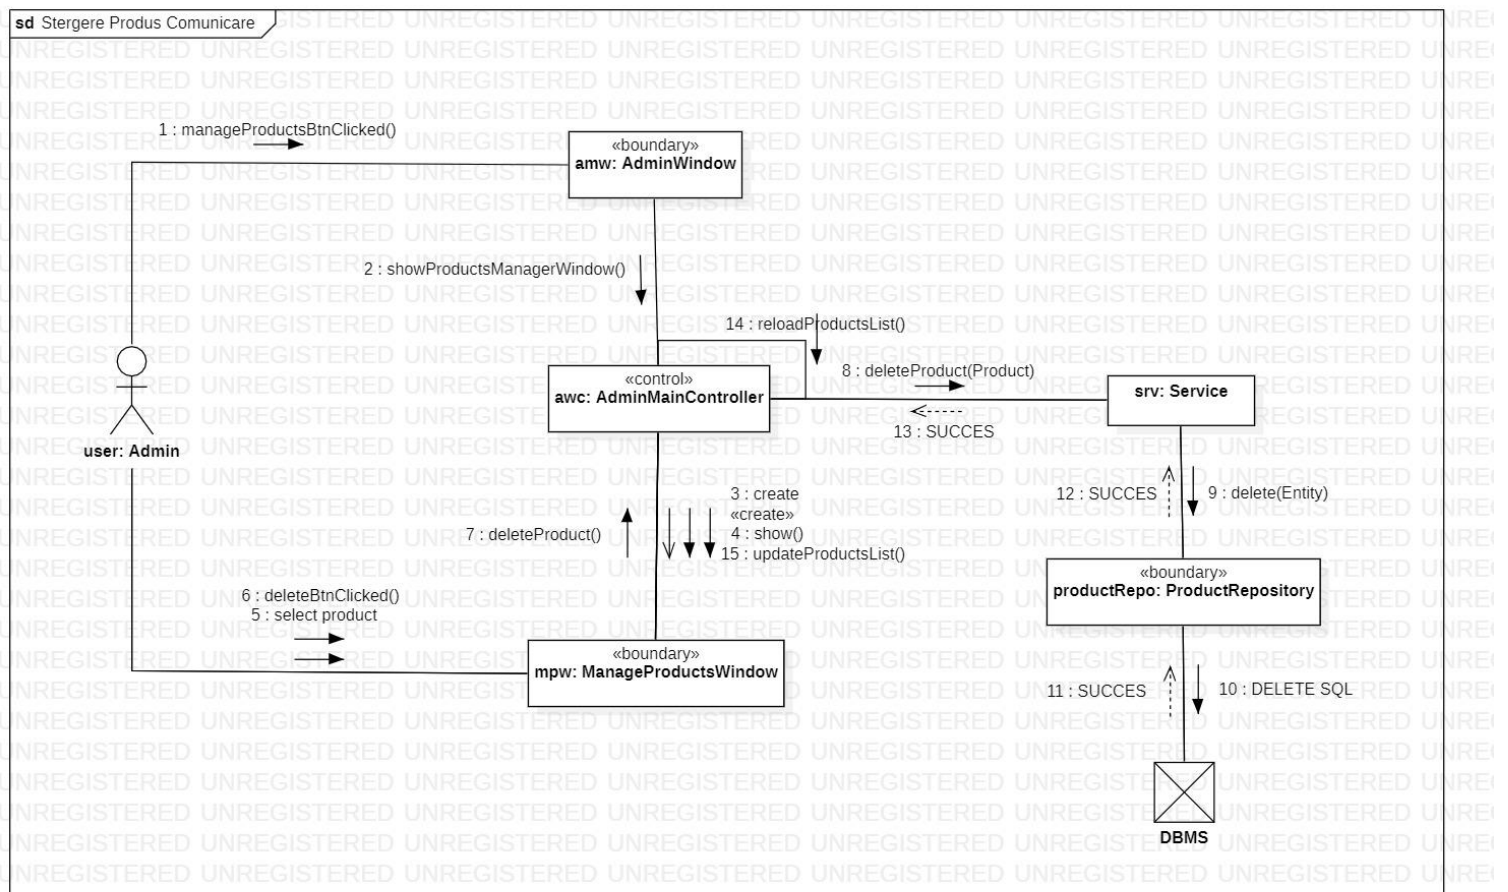 sd Stergere Produs Comunicare
1 : manageProductsBtnClicked()
«boundary»
amw: AdminWindow
2 : showProductsManagerWindow()
14 : reloadProductsList()
«control»
awc: AdminMainController
8 : deleteProduct(Product)
13 : SUCCES
srv: Service
user: Admin
12 : SUCCES
9 : delete(Entity)
3 : create
«create»
4 : show()
15 : updateProductsList()
7 : deleteProduct()
«boundary»
productRepo: ProductRepository
6 : deleteBtnClicked()
5 : select product
«boundary»
mpw: ManageProductsWindow
11 : SUCCES
10 : DELETE SQL
DBMS
UNREGISTERED